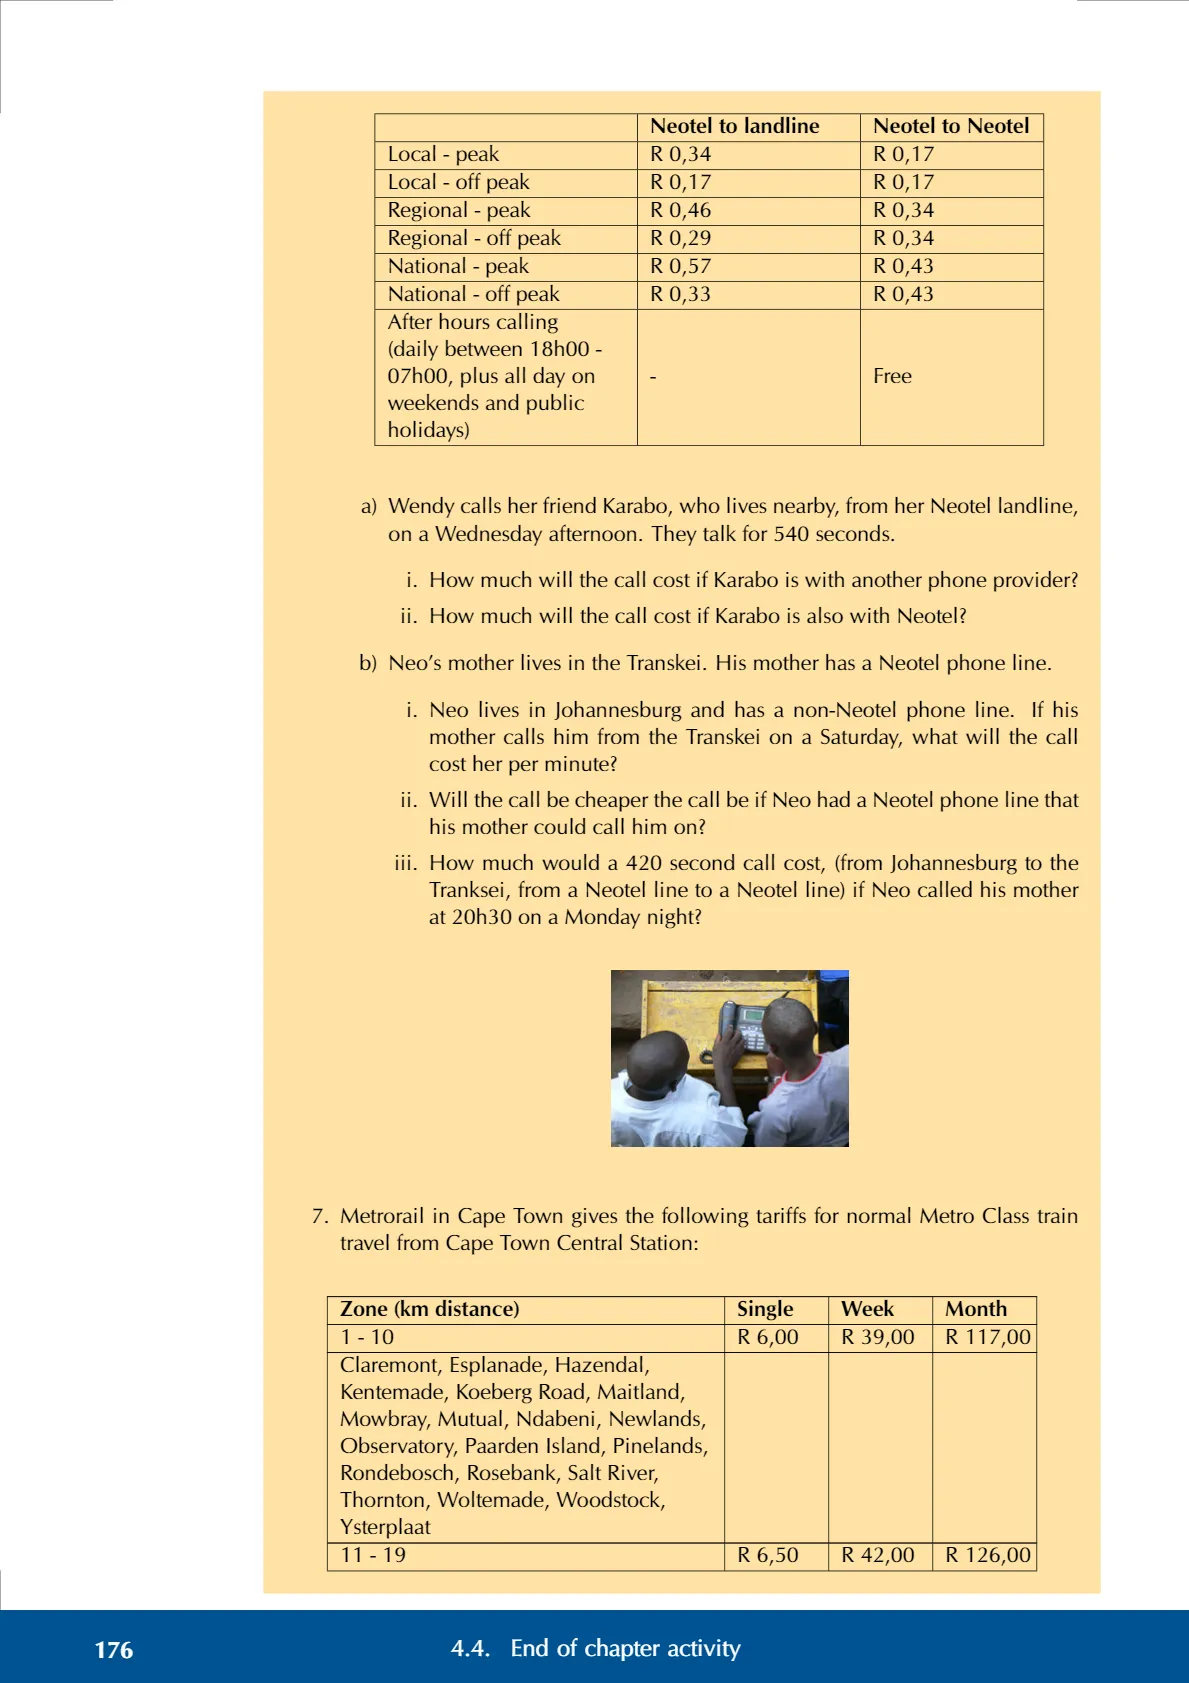 Neotel to landline Neotel to Neotel
Local - peak R 0,34 R 0,17
Local - off peak R 0,17 R 0,17
Regional - peak R 0,46 R 0,34
Regional - off peak R 0,29 R 0,34
National - peak R 0,57 R 0,43
National - off peak R 0,33 R 0,43
After hours calling
(daily between 18h00 -
07h00, plus all day on - Free
weekends and public
holidays)
a) Wendy calls her friend Karabo, who lives nearby, from her Neotel landline,
on a Wednesday afternoon. They talk for 540 seconds.
i. How much will the call cost if Karabo is with another phone provider?
ii. How much will the call cost if Karabo is also with Neotel?
b) Neo’s mother lives in the Transkei. His mother has a Neotel phone line.
i. Neo lives in Johannesburg and has a non-Neotel phone line. If his
mother calls him from the Transkei on a Saturday, what will the call
cost her per minute?
ii. Will the call be cheaper the call be if Neo had a Neotel phone line that
his mother could call him on?
iii. How much would a 420 second call cost, (from Johannesburg to the
Tranksei, from a Neotel line to a Neotel line) if Neo called his mother
at 20h30 on a Monday night?
7. Metrorail in Cape Town gives the following tariffs for normal Metro Class train
travel from Cape Town Central Station:
Zone (km distance) Single Week Month
1 - 10 R 6,00 R 39,00 R 117,00
Claremont, Esplanade, Hazendal,
Kentemade, Koeberg Road, Maitland,
Mowbray, Mutual, Ndabeni, Newlands,
Observatory, Paarden Island, Pinelands,
Rondebosch, Rosebank, Salt River,
Thornton, Woltemade, Woodstock,
Ysterplaat
11 - 19 R 6,50 R 42,00 R 126,00
176 4.4. End of chapter activity